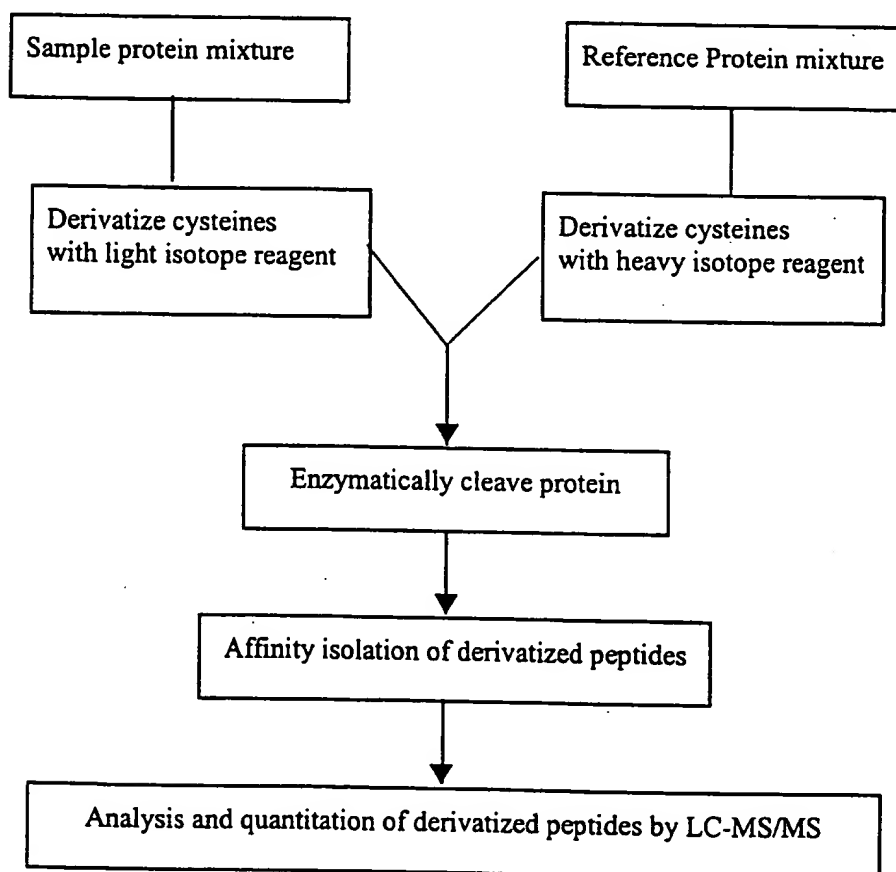 Sample protein mixture
Reference Protein mixture
Derivatize cysteines
with light isotope reagent
Derivatize cysteines
with heavy isotope reagent
Enzymatically cleave protein
Affinity isolation of derivatized peptides
Analysis and quantitation of derivatized peptides by LC-MS/MS